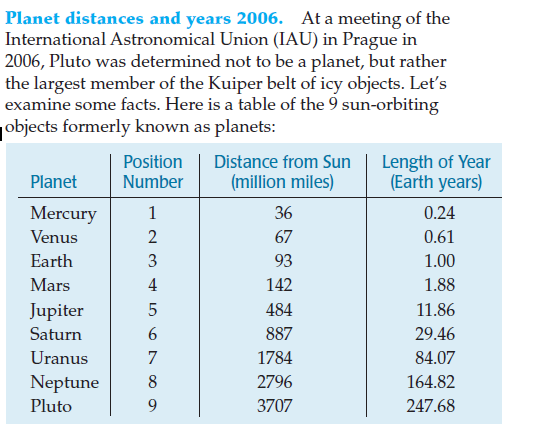 Planet distances and years 2006. At a meeting of the
International Astronomical Union (IAU) in Prague in
2006, Pluto was determined not to be a planet, but rather
the largest member of the Kuiper belt of icy objects. Let's
examine some facts. Here is a table of the 9 sun-orbiting
objects formerly known as planets:
Position Distance from Sun Length of Year
Planet Number (million miles) (Earth years)
Mercury 1 36 0.24
Venus 2 67 0.61
Earth 3 93 1.00
Mars 4 142 1.88
Jupiter 5 484 11.86
Saturn 6 887 29.46
Uranus 7 1784 84.07
Neptune 8 2796 164.82
Pluto 9 3707 247.68